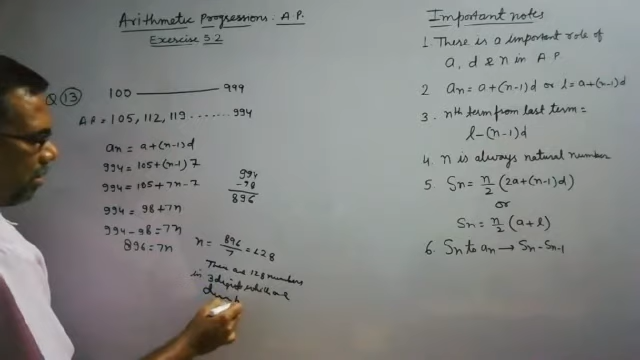 Arithmetic Progressions A.P.
Exercise 5.2
Q 13
100 999
A.P = 105, 112, 119 ........ 994
an = a+(n-1)d
994 = 105+(n-1)7
994 = 105+7n-7
994 = 98+7n
994-98 = 7n
896 = 7n
994
-98
896
n = 896/7 = 128
There are 128 numbers
in 3 digits which are
Important notes
1. There is a important role of
a, d & n in A.P
2 an = a+(n-1)d or l = a+(n-1)d
3. nth term from last term =
l-(n-1)d
4. n is always natural number
5. Sn = n/2 (2a+(n-1)d)
or
Sn = n/2 (a+l)
6. Sn to an → Sn - Sn-1